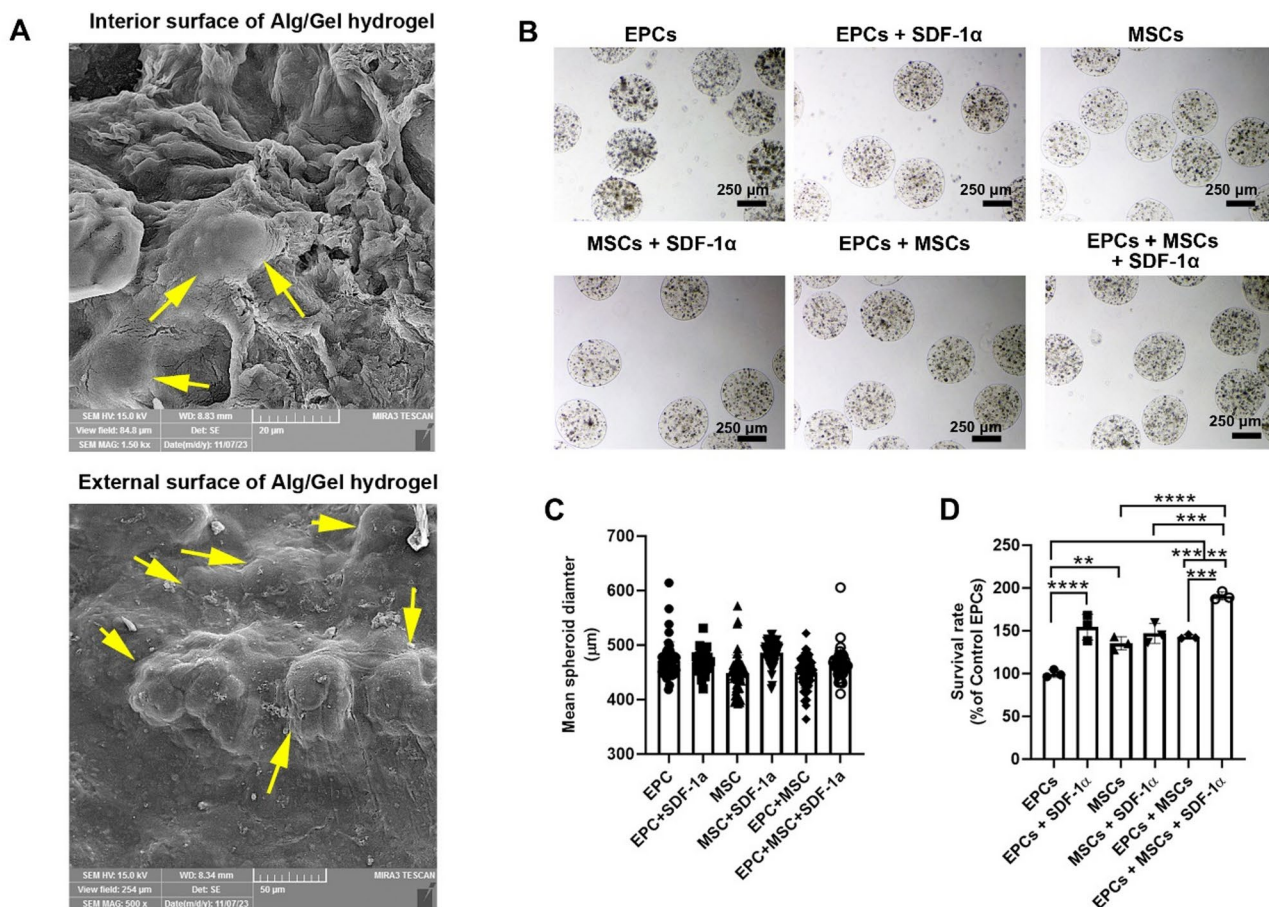 A
Interior surface of Alg/Gel hydrogel
SEM HV: 15.0 kV
WD: 8.83 mm
MIRA3 TESCAN
View field: 84.8 µm
Det: SE
20 µm
SEM MAG: 1.50 kx
Date(m/d/y): 11/07/23
External surface of Alg/Gel hydrogel
SEM HV: 15.0 kV
WD: 8.34 mm
MIRA3 TESCAN
View field: 254 µm
Det: SE
50 µm
SEM MAG: 500 x
Date(m/d/y): 11/07/23
B
EPCs
EPCs + SDF-1α
MSCs
250 µm
250 µm
250 µm
MSCs + SDF-1α
EPCs + MSCs
EPCs + MSCs
+ SDF-1α
250 µm
250 µm
250 µm
C
Mean spheroid diamter
(µm)
700
600
500
400
300
EPC
EPC+SDF-1a
MSC
MSC+SDF-1a
EPC+MSC
EPC+MSC+SDF-1a
D
Survival rate
(% of Control EPCs)
250
200
150
100
50
0
****
***
*****
**
***
****
EPCs
EPCs + SDF-1α
MSCs
MSCs + SDF-1α
EPCs + MSCs
EPCs + MSCs + SDF-1α